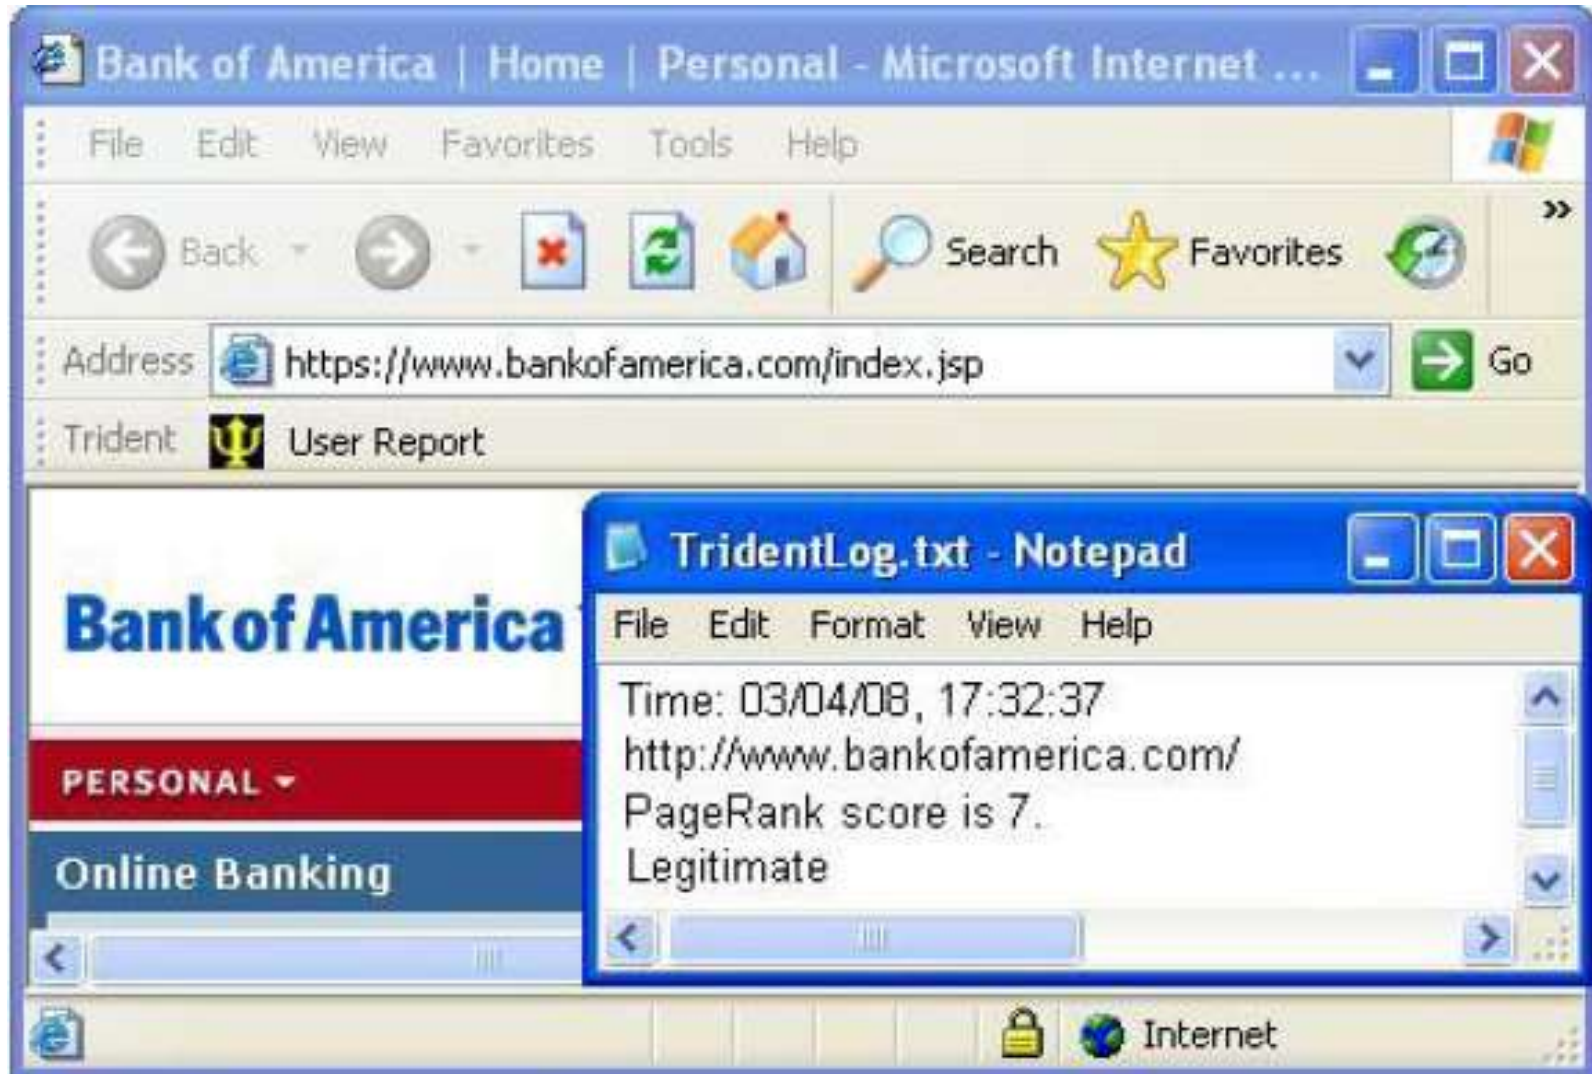 Bank of America | Home | Personal - Microsoft Internet ...
File Edit View Favorites Tools Help
Back Search Favorites »
Address https://www.bankofamerica.com/index.jsp Go
Trident User Report
Bank of America
PERSONAL
Online Banking
TridentLog.txt - Notepad
File Edit Format View Help
Time: 03/04/08, 17:32:37
http://www.bankofamerica.com/
PageRank score is 7.
Legitimate
Internet